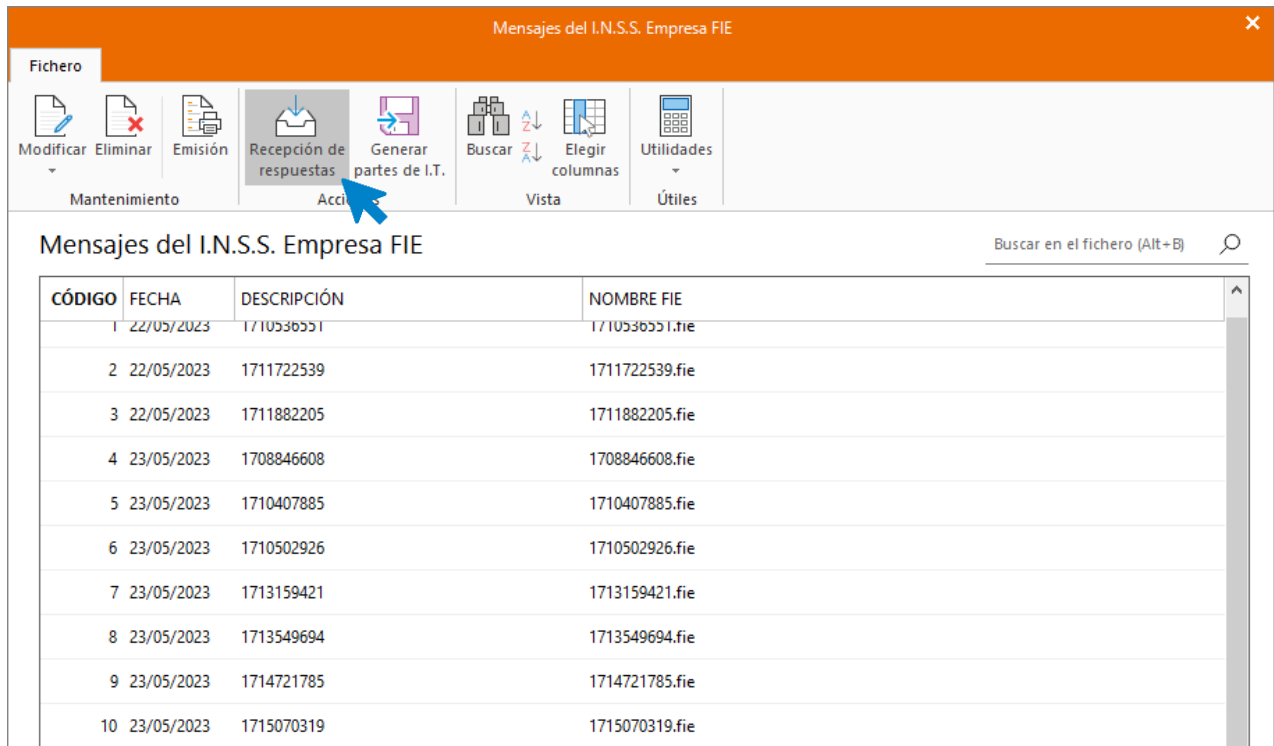 Mensajes del I.N.S.S. Empresa FIE
Fichero
Modificar Eliminar Emisión Recepción de respuestas Generar partes de I.T. Buscar Elegir columnas Utilidades
Mantenimiento Vista Útiles
Mensajes del I.N.S.S. Empresa FIE Buscar en el fichero (Alt+B)
CÓDIGO FECHA DESCRIPCIÓN NOMBRE FIE
1 22/05/2023 1710536551 1710536551.fie
2 22/05/2023 1711722539 1711722539.fie
3 22/05/2023 1711882205 1711882205.fie
4 23/05/2023 1708846608 1708846608.fie
5 23/05/2023 1710407885 1710407885.fie
6 23/05/2023 1710502926 1710502926.fie
7 23/05/2023 1713159421 1713159421.fie
8 23/05/2023 1713549694 1713549694.fie
9 23/05/2023 1714721785 1714721785.fie
10 23/05/2023 1715070319 1715070319.fie